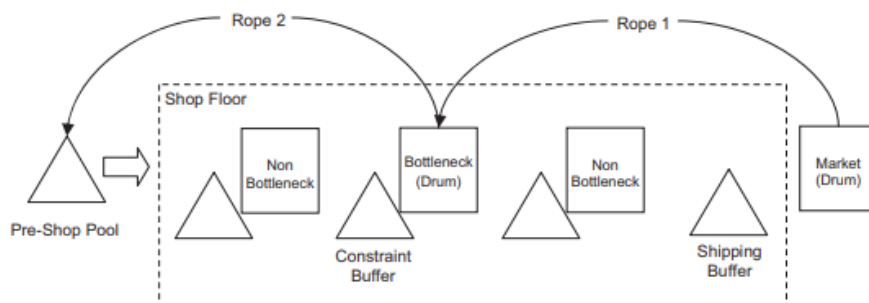 Rope 2
Rope 1
Shop Floor
Non
Bottleneck
Bottleneck
(Drum)
Non
Bottleneck
Market
(Drum)
Pre-Shop Pool
Constraint
Buffer
Shipping
Buffer